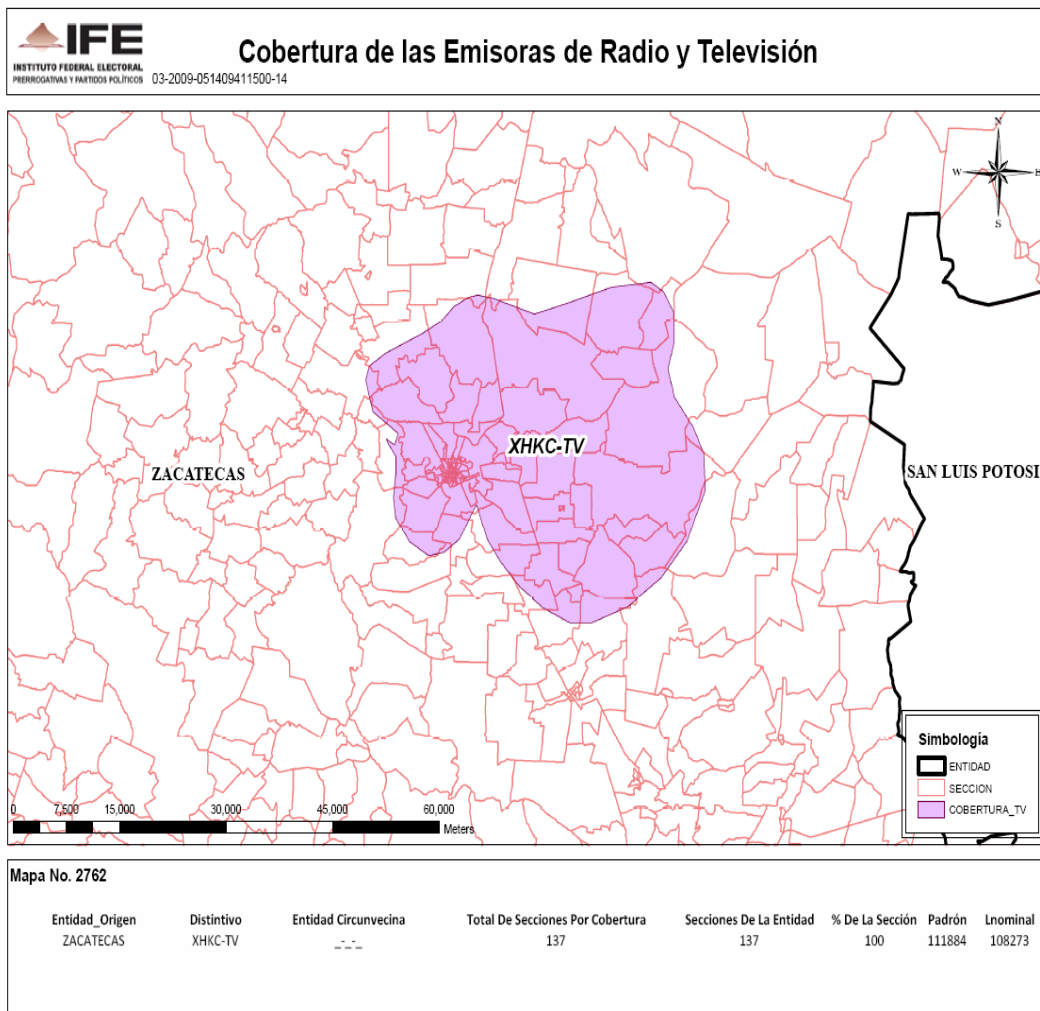 IFE
INSTITUTO FEDERAL ELECTORAL
PRERROGATIVAS Y PARTIDOS POLÍTICOS
03-2009-051409411500-14
Cobertura de las Emisoras de Radio y Televisión
N
W
E
S
XHKC-TV
ZACATECAS
SAN LUIS POTOSI
Simbología
ENTIDAD
SECCION
COBERTURA_TV
0 7,500 15,000 30,000 45,000 60,000
Meters
Mapa No. 2762
Entidad_Origen Distintivo Entidad Circunvecina Total De Secciones Por Cobertura Secciones De La Entidad % De La Sección Padrón Lnominal
ZACATECAS XHKC-TV _-_-_ 137 137 100 111884 108273